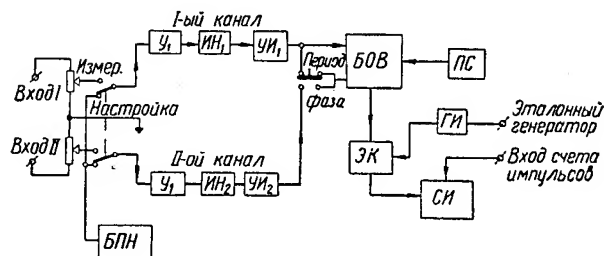 I-ый канал
У₁
ИН₁
УИ₁
Период
БОВ
ПС
Измер.
Вход I
Настройка
фаза
Вход II
ГИ
Эталонный
генератор
ЭК
Вход счета
импульсов
II-ой канал
У₁
ИН₂
УИ₂
СИ
БПН